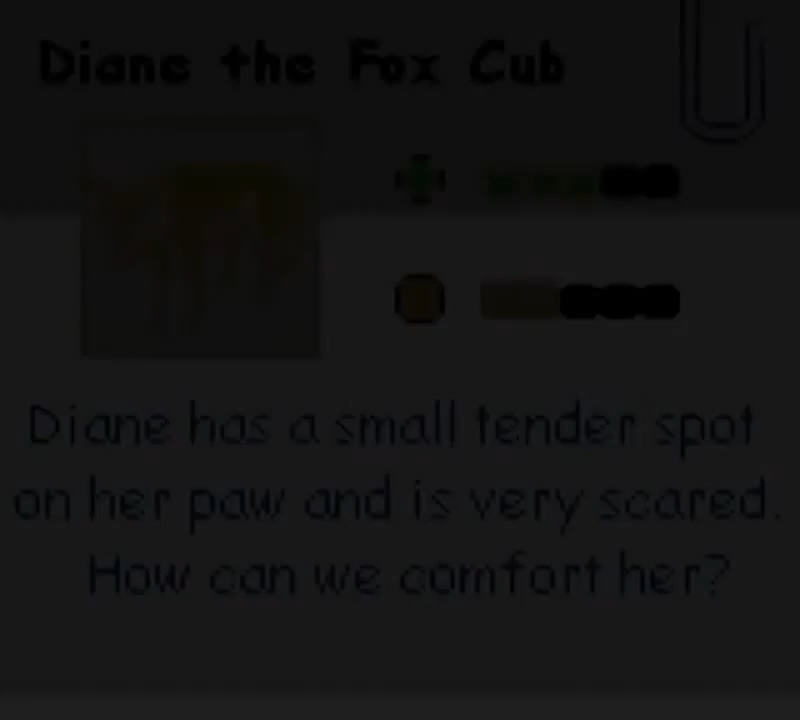 Diane the Fox Cub
Diane has a small tender spot
on her paw and is very scared.
How can we comfort her?